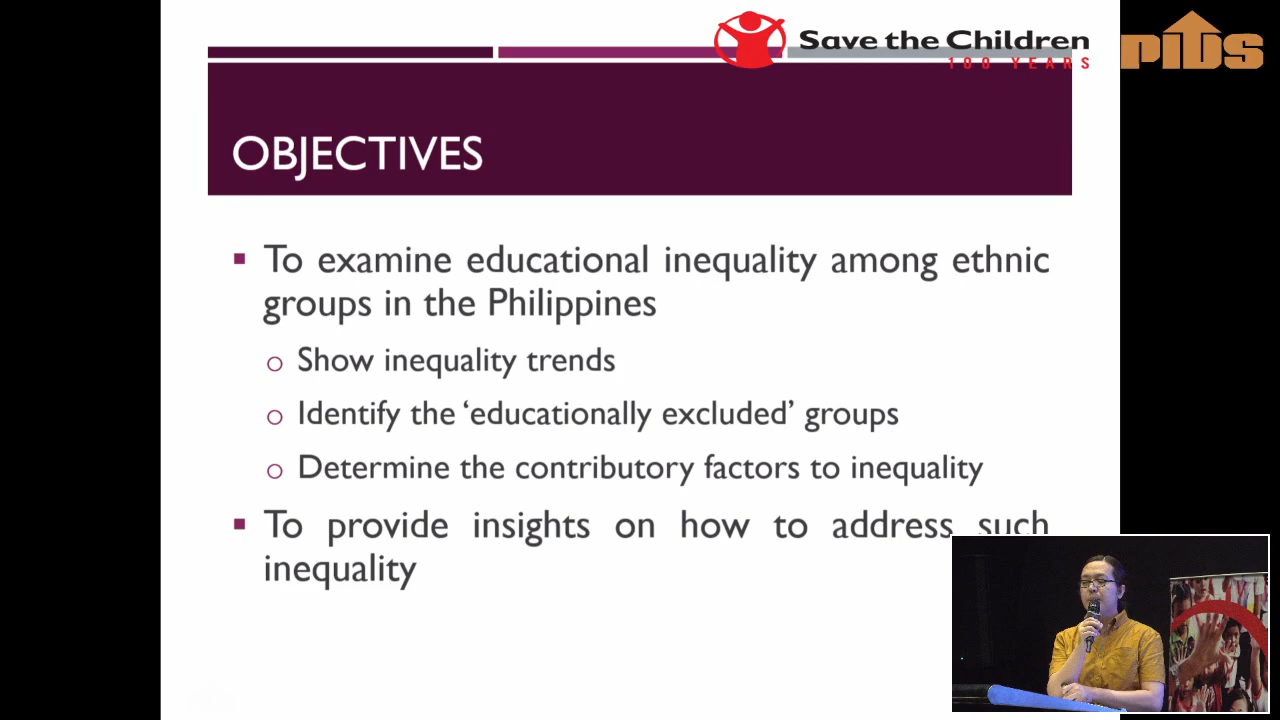 Save the Children
100 YEARS
PIDS
OBJECTIVES
To examine educational inequality among ethnic
groups in the Philippines
Show inequality trends
Identify the ‘educationally excluded’ groups
Determine the contributory factors to inequality
To provide insights on how to address such
inequality